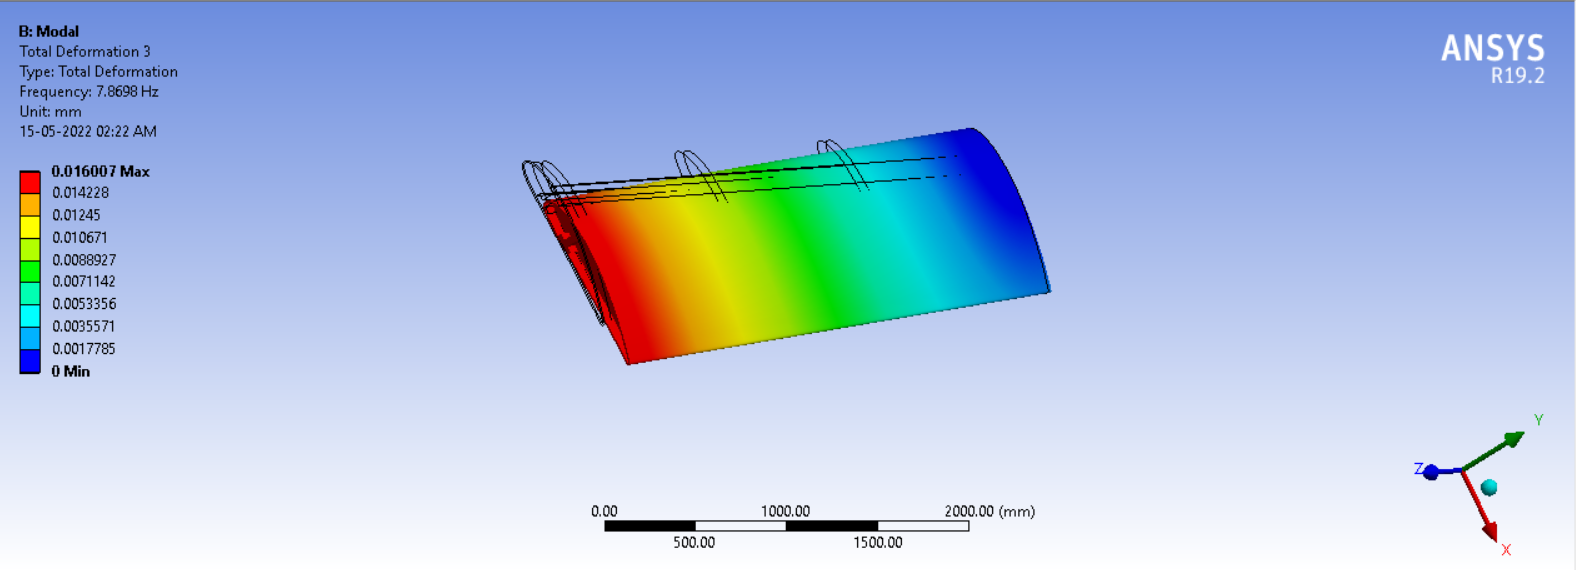 B: Modal
Total Deformation 3
Type: Total Deformation
Frequency: 7.8698 Hz
Unit: mm
15-05-2022 02:22 AM
0.016007 Max
0.014228
0.01245
0.010671
0.0088927
0.0071142
0.0053356
0.0035571
0.0017785
0 Min
ANSYS
R19.2
0.00 1000.00 2000.00 (mm)
500.00 1500.00
Y
Z
X